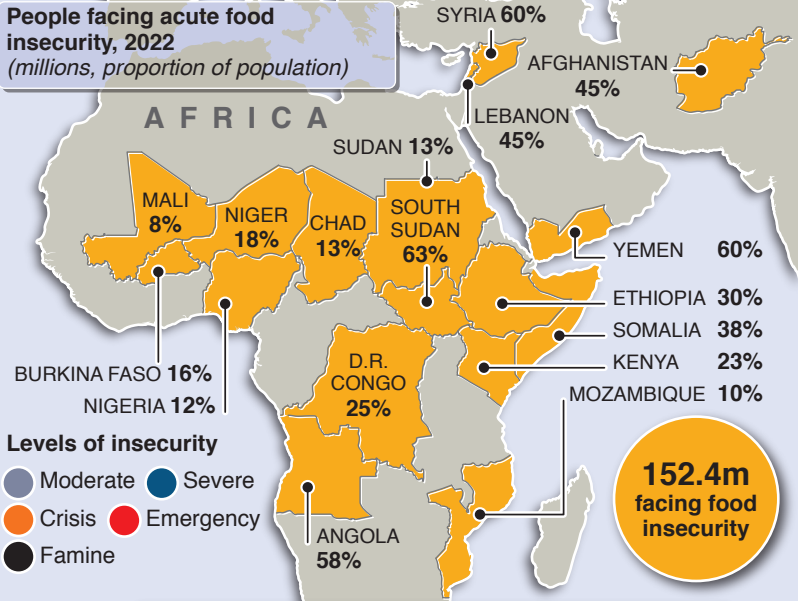 People facing acute food
insecurity, 2022
(millions, proportion of population)
SYRIA 60%
AFGHANISTAN
45%
LEBANON
45%
AFRICA
SUDAN 13%
MALI
8%
NIGER
18%
CHAD
13%
SOUTH
SUDAN
63%
YEMEN 60%
ETHIOPIA 30%
SOMALIA 38%
KENYA 23%
MOZAMBIQUE 10%
BURKINA FASO 16%
NIGERIA 12%
D.R.
CONGO
25%
ANGOLA
58%
Levels of insecurity
Moderate
Severe
Crisis
Emergency
Famine
152.4m
facing food
insecurity